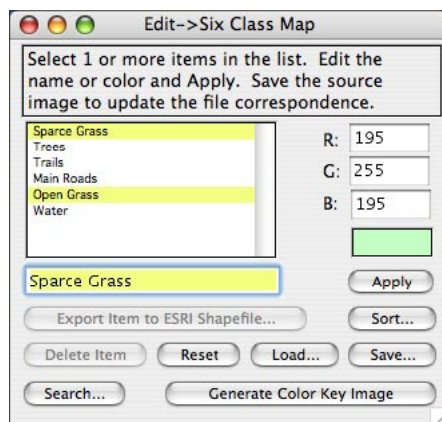 Edit->Six Class Map
Select 1 or more items in the list. Edit the
name or color and Apply. Save the source
image to update the file correspondence.
Sparce Grass
Trees
Trails
Main Roads
Open Grass
Water
R: 195
G: 255
B: 195
Sparce Grass
Apply
Export Item to ESRI Shapefile...
Sort...
Delete Item
Reset
Load...
Save...
Search...
Generate Color Key Image